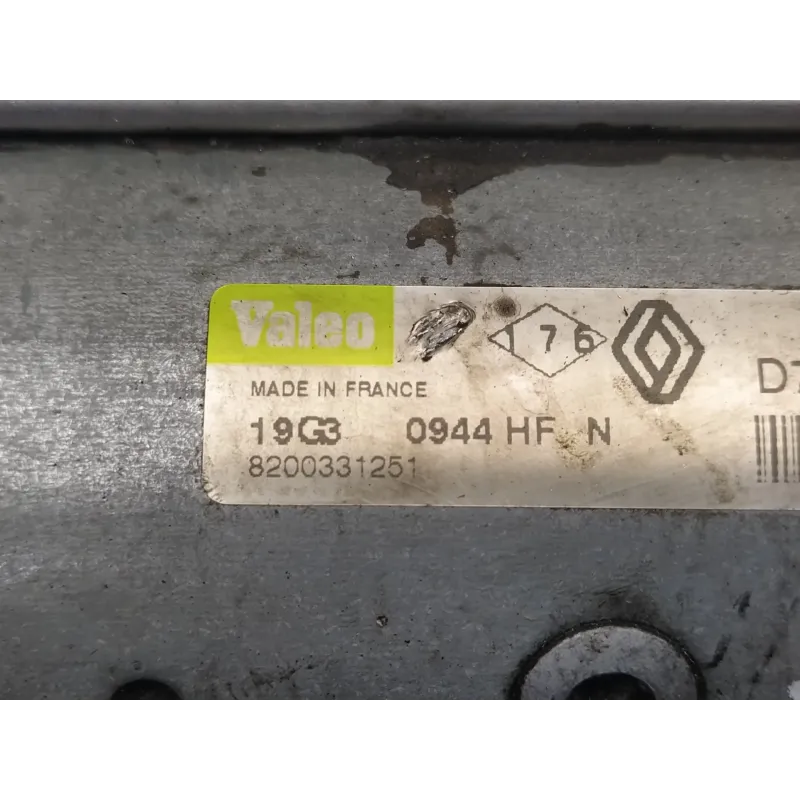 Valeo
176
MADE IN FRANCE
19G3 0944 HF N
8200331251